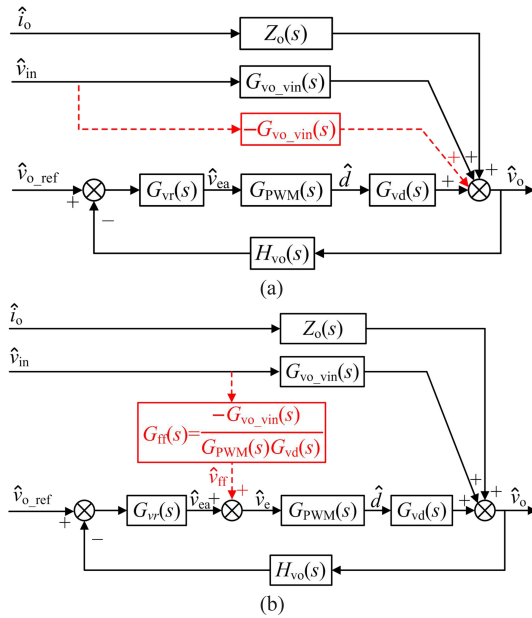 î_o Z_o(s)
v̂_in G_vo_vin(s)
−G_vo_vin(s)
+ + +
v̂_o_ref + G_vr(s) v̂_ea G_PWM(s) d̂ G_vd(s) + v̂_o
−
H_vo(s)
(a)
î_o Z_o(s)
v̂_in G_vo_vin(s)
G_ff(s)= −G_vo_vin(s) / G_PWM(s)G_vd(s)
v̂_ff + + +
v̂_o_ref + G_vr(s) v̂_ea + v̂_e G_PWM(s) d̂ G_vd(s) + v̂_o
−
H_vo(s)
(b)